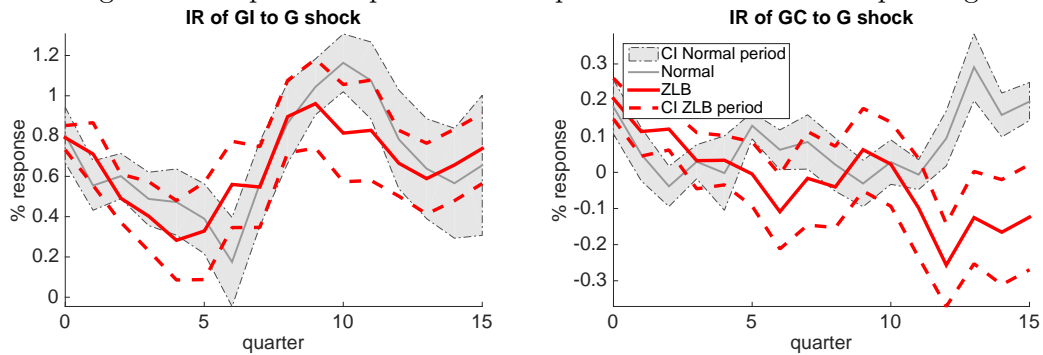 IR of GI to G shock
% response
1.2
1
0.8
0.6
0.4
0.2
0
0
5
10
15
quarter
IR of GC to G shock
CI Normal period
Normal
ZLB
CI ZLB period
% response
0.3
0.2
0.1
0
-0.1
-0.2
-0.3
0
5
10
15
quarter